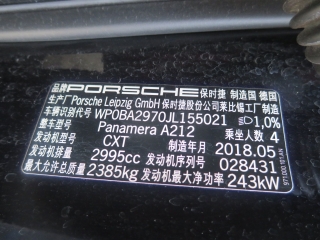 品牌 PORSCHE 保时捷 制造国 德国
生产厂 Porsche Leipzig GmbH 保时捷股份公司莱比锡工厂制造
车辆识别代号 WP0BA2970JL155021 1,0%
整车型号 Panamera A212 乘坐人数 4
发动机型号 CXT 制造年月 2018.05
发动机排量 2995cc 发动机序号 028431
最大允许总质量 2385kg 发动机最大净功率 243kW